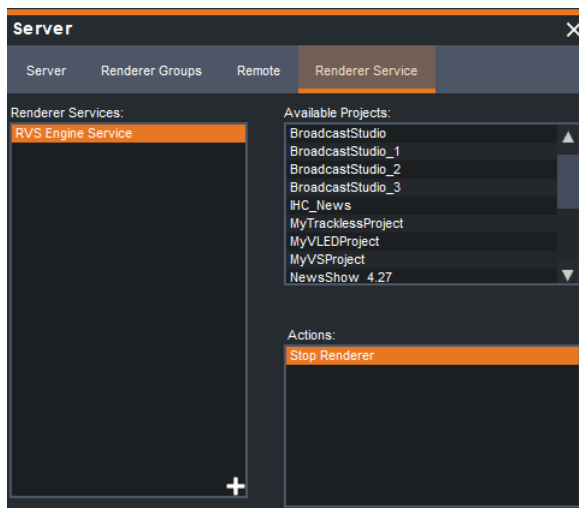 Server
Server Renderer Groups Remote Renderer Service
Renderer Services:
RVS Engine Service
Available Projects:
BroadcastStudio
BroadcastStudio_1
BroadcastStudio_2
BroadcastStudio_3
IHC_News
MyTracklessProject
MyVLEDProject
MyVSProject
NewsShow_4.27
Actions:
Stop Renderer